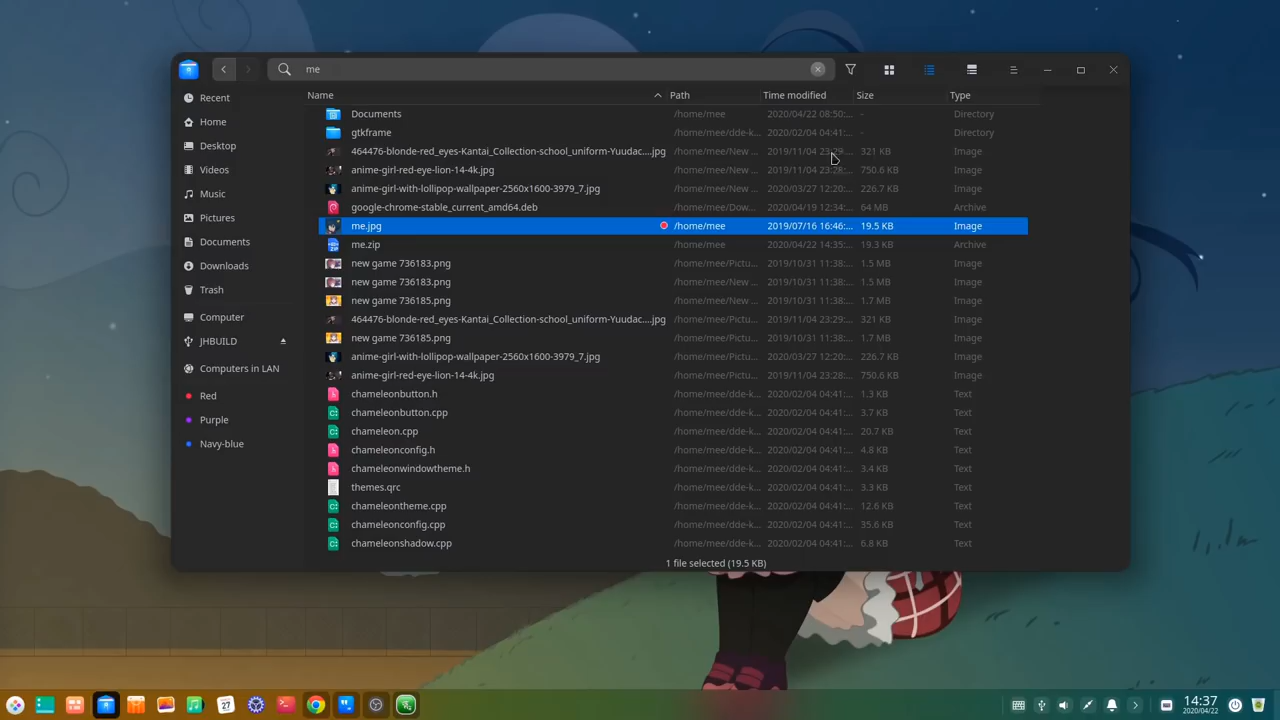 me
Name Path Time modified Size Type
Recent
Home
Desktop
Videos
Music
Pictures
Documents
Downloads
Trash
Computer
JHBUILD
Computers in LAN
Red
Purple
Navy-blue
Documents /home/mee 2020/04/22 08:50:... - Directory
gtkframe /home/mee/dde-k... 2020/02/04 04:41:... - Directory
464476-blonde-red_eyes-Kantai_Collection-school_uniform-Yuudac....jpg /home/mee/New ... 2019/11/04 23:29:... 321 KB Image
anime-girl-red-eye-lion-14-4k.jpg /home/mee/New ... 2019/11/04 23:28:... 750.6 KB Image
anime-girl-with-lollipop-wallpaper-2560x1600-3979_7.jpg /home/mee/New ... 2020/03/27 12:20:... 226.7 KB Image
google-chrome-stable_current_amd64.deb /home/mee/Dow... 2020/04/19 12:34:... 64 MB Archive
me.jpg /home/mee 2019/07/16 16:46:... 19.5 KB Image
me.zip /home/mee 2020/04/22 14:35:... 19.3 KB Archive
new game 736183.png /home/mee/Pictu... 2019/10/31 11:38:... 1.5 MB Image
new game 736183.png /home/mee/New ... 2019/10/31 11:38:... 1.5 MB Image
new game 736185.png /home/mee/New ... 2019/10/31 11:38:... 1.7 MB Image
464476-blonde-red_eyes-Kantai_Collection-school_uniform-Yuudac....jpg /home/mee/Pictu... 2019/11/04 23:29:... 321 KB Image
new game 736185.png /home/mee/Pictu... 2019/10/31 11:38:... 1.7 MB Image
anime-girl-with-lollipop-wallpaper-2560x1600-3979_7.jpg /home/mee/Pictu... 2020/03/27 12:20:... 226.7 KB Image
anime-girl-red-eye-lion-14-4k.jpg /home/mee/Pictu... 2019/11/04 23:28:... 750.6 KB Image
chameleonbutton.h /home/mee/dde-k... 2020/02/04 04:41:... 1.3 KB Text
chameleonbutton.cpp /home/mee/dde-k... 2020/02/04 04:41:... 3.7 KB Text
chameleon.cpp /home/mee/dde-k... 2020/02/04 04:41:... 20.7 KB Text
chameleonconfig.h /home/mee/dde-k... 2020/02/04 04:41:... 4.8 KB Text
chameleonwindowtheme.h /home/mee/dde-k... 2020/02/04 04:41:... 3.4 KB Text
themes.qrc /home/mee/dde-k... 2020/02/04 04:41:... 3.3 KB Text
chameleontheme.cpp /home/mee/dde-k... 2020/02/04 04:41:... 12.6 KB Text
chameleonconfig.cpp /home/mee/dde-k... 2020/02/04 04:41:... 35.6 KB Text
chameleonshadow.cpp /home/mee/dde-k... 2020/02/04 04:41:... 6.8 KB Text
1 file selected (19.5 KB)
27
14:37
2020/04/22